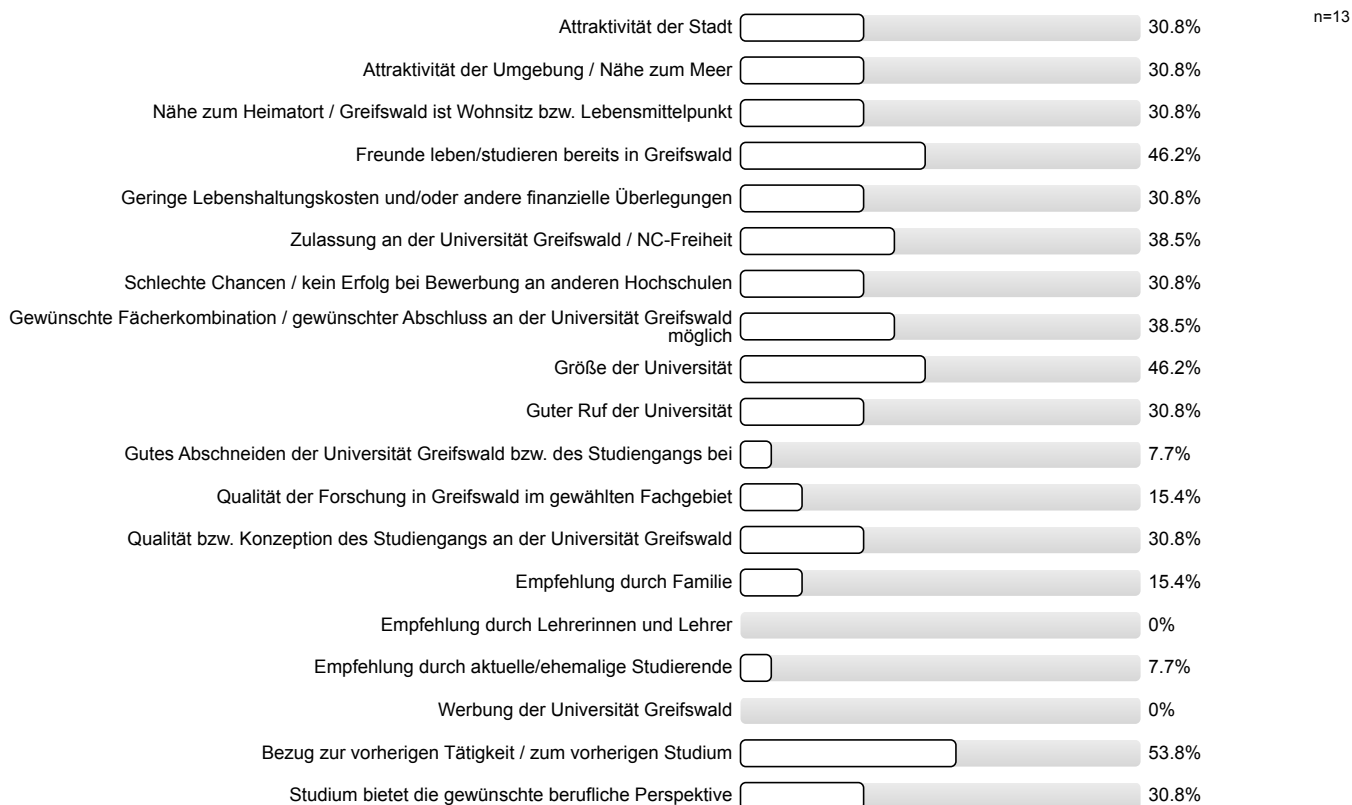 n=13
Attraktivität der Stadt 30.8%
Attraktivität der Umgebung / Nähe zum Meer 30.8%
Nähe zum Heimatort / Greifswald ist Wohnsitz bzw. Lebensmittelpunkt 30.8%
Freunde leben/studieren bereits in Greifswald 46.2%
Geringe Lebenshaltungskosten und/oder andere finanzielle Überlegungen 30.8%
Zulassung an der Universität Greifswald / NC-Freiheit 38.5%
Schlechte Chancen / kein Erfolg bei Bewerbung an anderen Hochschulen 30.8%
Gewünschte Fächerkombination / gewünschter Abschluss an der Universität Greifswald
möglich 38.5%
Größe der Universität 46.2%
Guter Ruf der Universität 30.8%
Gutes Abschneiden der Universität Greifswald bzw. des Studiengangs bei 7.7%
Qualität der Forschung in Greifswald im gewählten Fachgebiet 15.4%
Qualität bzw. Konzeption des Studiengangs an der Universität Greifswald 30.8%
Empfehlung durch Familie 15.4%
Empfehlung durch Lehrerinnen und Lehrer 0%
Empfehlung durch aktuelle/ehemalige Studierende 7.7%
Werbung der Universität Greifswald 0%
Bezug zur vorherigen Tätigkeit / zum vorherigen Studium 53.8%
Studium bietet die gewünschte berufliche Perspektive 30.8%